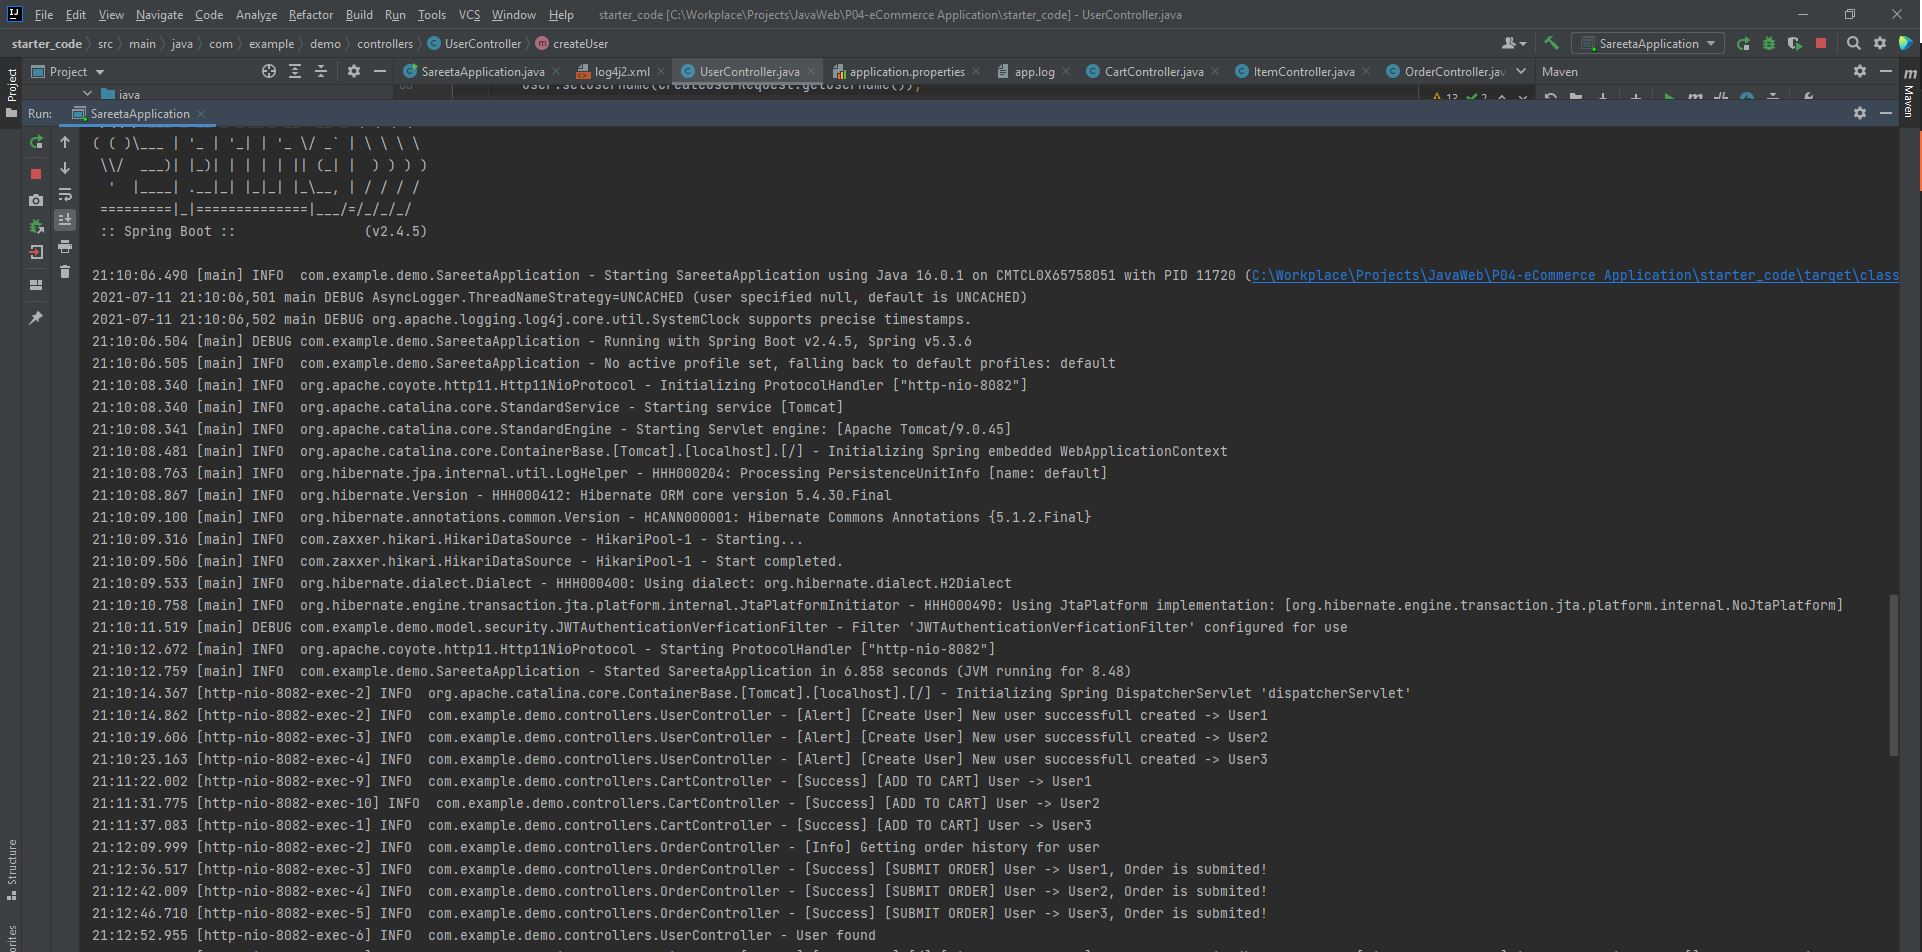 File Edit View Navigate Code Analyze Refactor Build Run Tools VCS Window Help starter_code [C:\Workplace\Projects\JavaWeb\P04-eCommerce Application\starter_code] - UserController.java
starter_code src main java com example demo controllers UserController createUser SareetaApplication
Project SareetaApplication.java log4j2.xml UserController.java application.properties app.log CartController.java ItemController.java OrderController.jav Maven
java
Run: SareetaApplication
( ( )\___ | '_ | '_| | '_ \/ _` | \ \ \ \
\\/  ___)| |_)| | | | | || (_| |  ) ) ) )
'  |____| .__|_| |_|_| |_\__, | / / / /
=========|_|==============|___/=/_/_/_/
:: Spring Boot ::                (v2.4.5)
21:10:06.490 [main] INFO  com.example.demo.SareetaApplication - Starting SareetaApplication using Java 16.0.1 on CMTCL0X65758051 with PID 11720 (C:\Workplace\Projects\JavaWeb\P04-eCommerce Application\starter_code\target\class
2021-07-11 21:10:06,501 main DEBUG AsyncLogger.ThreadNameStrategy=UNCACHED (user specified null, default is UNCACHED)
2021-07-11 21:10:06,502 main DEBUG org.apache.logging.log4j.core.util.SystemClock supports precise timestamps.
21:10:06.504 [main] DEBUG com.example.demo.SareetaApplication - Running with Spring Boot v2.4.5, Spring v5.3.6
21:10:06.505 [main] INFO  com.example.demo.SareetaApplication - No active profile set, falling back to default profiles: default
21:10:08.340 [main] INFO  org.apache.coyote.http11.Http11NioProtocol - Initializing ProtocolHandler ["http-nio-8082"]
21:10:08.340 [main] INFO  org.apache.catalina.core.StandardService - Starting service [Tomcat]
21:10:08.341 [main] INFO  org.apache.catalina.core.StandardEngine - Starting Servlet engine: [Apache Tomcat/9.0.45]
21:10:08.481 [main] INFO  org.apache.catalina.core.ContainerBase.[Tomcat].[localhost].[/] - Initializing Spring embedded WebApplicationContext
21:10:08.763 [main] INFO  org.hibernate.jpa.internal.util.LogHelper - HHH000204: Processing PersistenceUnitInfo [name: default]
21:10:08.867 [main] INFO  org.hibernate.Version - HHH000412: Hibernate ORM core version 5.4.30.Final
21:10:09.100 [main] INFO  org.hibernate.annotations.common.Version - HCANN000001: Hibernate Commons Annotations {5.1.2.Final}
21:10:09.316 [main] INFO  com.zaxxer.hikari.HikariDataSource - HikariPool-1 - Starting...
21:10:09.506 [main] INFO  com.zaxxer.hikari.HikariDataSource - HikariPool-1 - Start completed.
21:10:09.533 [main] INFO  org.hibernate.dialect.Dialect - HHH000400: Using dialect: org.hibernate.dialect.H2Dialect
21:10:10.758 [main] INFO  org.hibernate.engine.transaction.jta.platform.internal.JtaPlatformInitiator - HHH000490: Using JtaPlatform implementation: [org.hibernate.engine.transaction.jta.platform.internal.NoJtaPlatform]
21:10:11.519 [main] DEBUG com.example.demo.model.security.JWTAuthenticationVerficationFilter - Filter 'JWTAuthenticationVerficationFilter' configured for use
21:10:12.672 [main] INFO  org.apache.coyote.http11.Http11NioProtocol - Starting ProtocolHandler ["http-nio-8082"]
21:10:12.759 [main] INFO  com.example.demo.SareetaApplication - Started SareetaApplication in 6.858 seconds (JVM running for 8.48)
21:10:14.367 [http-nio-8082-exec-2] INFO  org.apache.catalina.core.ContainerBase.[Tomcat].[localhost].[/] - Initializing Spring DispatcherServlet 'dispatcherServlet'
21:10:14.862 [http-nio-8082-exec-2] INFO  com.example.demo.controllers.UserController - [Alert] [Create User] New user successfull created -> User1
21:10:19.606 [http-nio-8082-exec-3] INFO  com.example.demo.controllers.UserController - [Alert] [Create User] New user successfull created -> User2
21:10:23.163 [http-nio-8082-exec-4] INFO  com.example.demo.controllers.UserController - [Alert] [Create User] New user successfull created -> User3
21:11:22.002 [http-nio-8082-exec-9] INFO  com.example.demo.controllers.CartController - [Success] [ADD TO CART] User -> User1
21:11:31.775 [http-nio-8082-exec-10] INFO  com.example.demo.controllers.CartController - [Success] [ADD TO CART] User -> User2
21:11:37.083 [http-nio-8082-exec-1] INFO  com.example.demo.controllers.CartController - [Success] [ADD TO CART] User -> User3
21:12:09.999 [http-nio-8082-exec-2] INFO  com.example.demo.controllers.OrderController - [Info] Getting order history for user
21:12:36.517 [http-nio-8082-exec-3] INFO  com.example.demo.controllers.OrderController - [Success] [SUBMIT ORDER] User -> User1, Order is submited!
21:12:42.009 [http-nio-8082-exec-4] INFO  com.example.demo.controllers.OrderController - [Success] [SUBMIT ORDER] User -> User2, Order is submited!
21:12:46.710 [http-nio-8082-exec-5] INFO  com.example.demo.controllers.OrderController - [Success] [SUBMIT ORDER] User -> User3, Order is submited!
21:12:52.955 [http-nio-8082-exec-6] INFO  com.example.demo.controllers.UserController - User found
Project
Structure
Maven